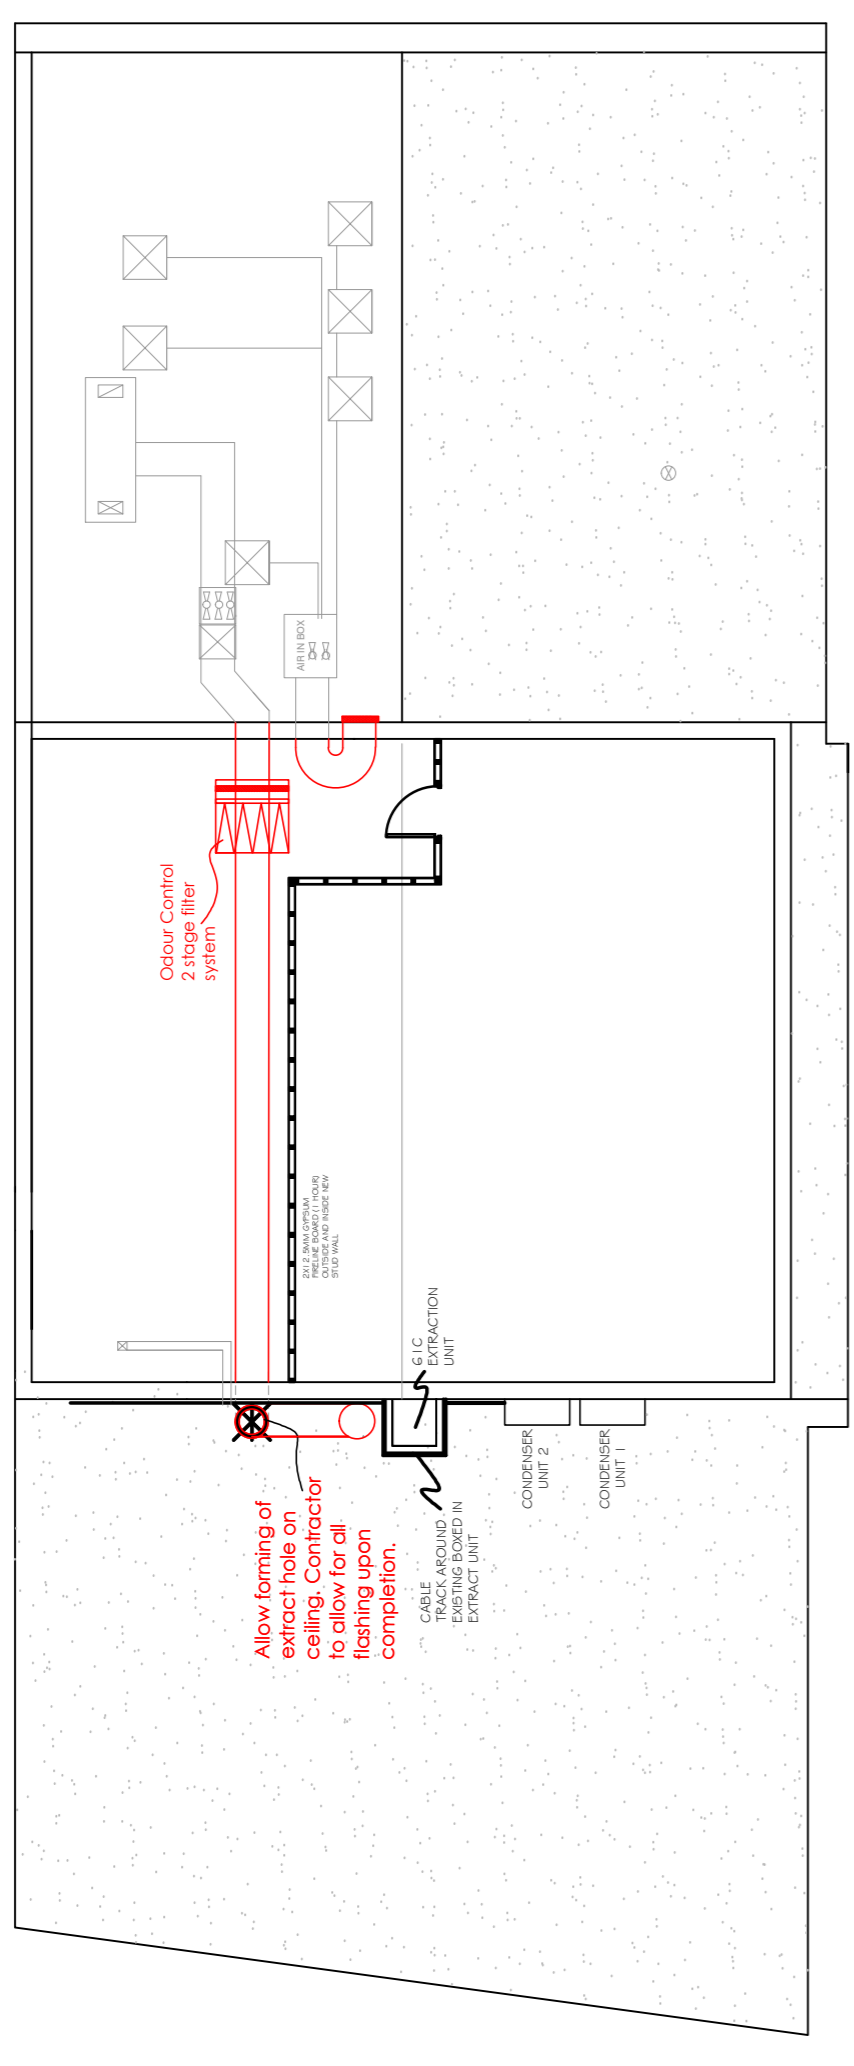 AIR IN BOX
Odour Control
2 stage filter
system
2X12.5MM GYPSUM
FIRELINE BOARD (1 HOUR)
OUTSIDE AND INSIDE NEW
STUD WALL
GIC
EXTRACTION
UNIT
Allow forming of
extract hole on
ceiling. Contractor
to allow for all
flashing upon
completion.
CABLE
TRACK AROUND
EXISTING BOXED IN
EXTRACT UNIT
CONDENSER
UNIT 2
CONDENSER
UNIT 1